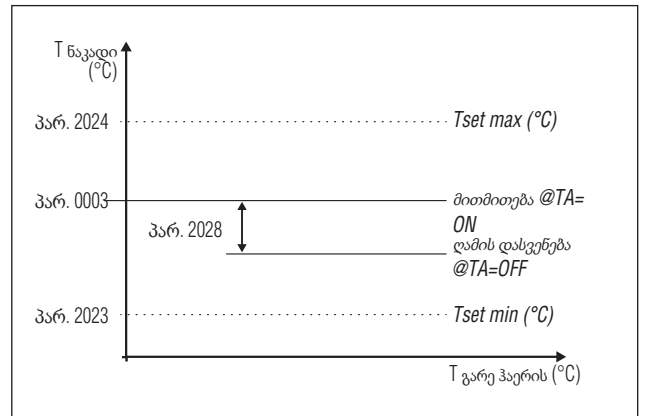 T ნაკადი
(°C)
პარ. 2024
Tset max (°C)
პარ. 0003
მითმითება @TA=
ON
პარ. 2028
ღამის დასვენება
@TA=OFF
პარ. 2023
Tset min (°C)
T გარე ჰაერის (°C)